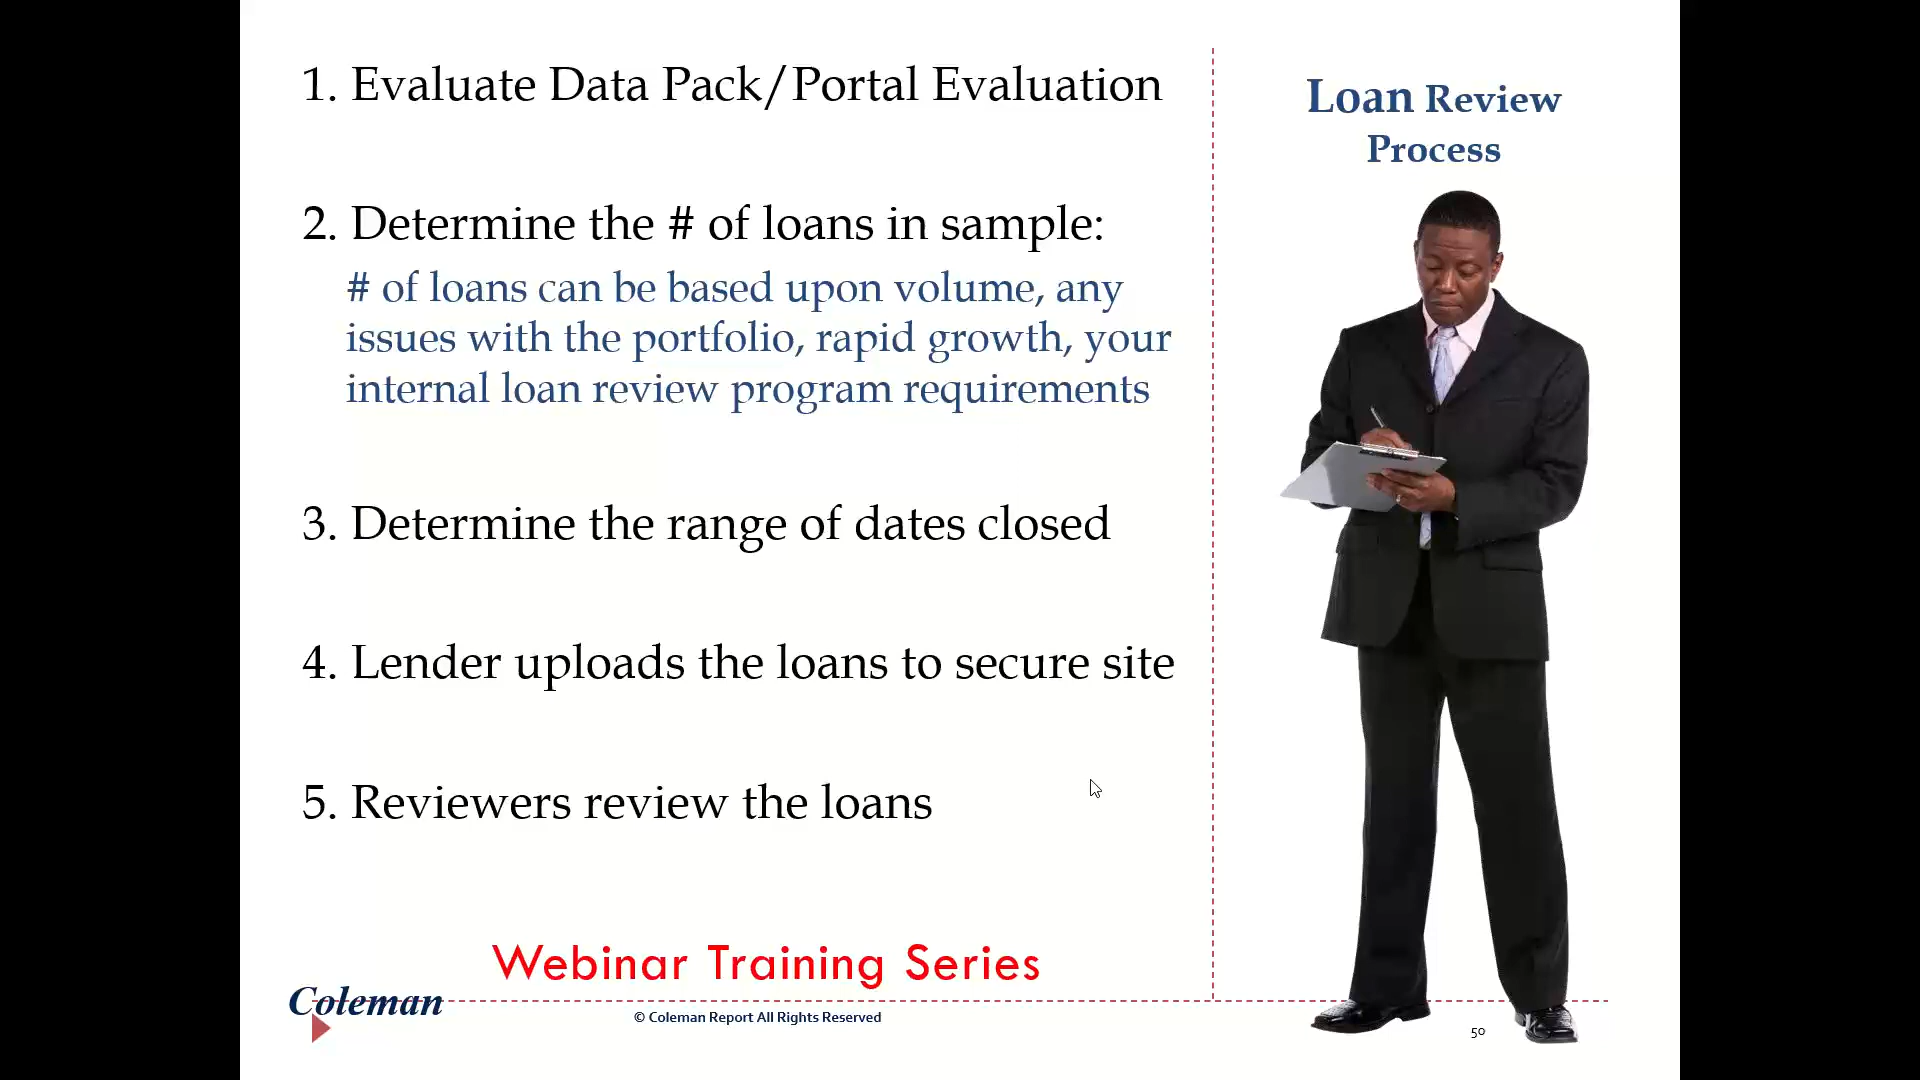 1. Evaluate Data Pack/Portal Evaluation
2. Determine the # of loans in sample:
# of loans can be based upon volume, any
issues with the portfolio, rapid growth, your
internal loan review program requirements
3. Determine the range of dates closed
4. Lender uploads the loans to secure site
5. Reviewers review the loans
Loan Review
Process
Webinar Training Series
Coleman
© Coleman Report All Rights Reserved
50